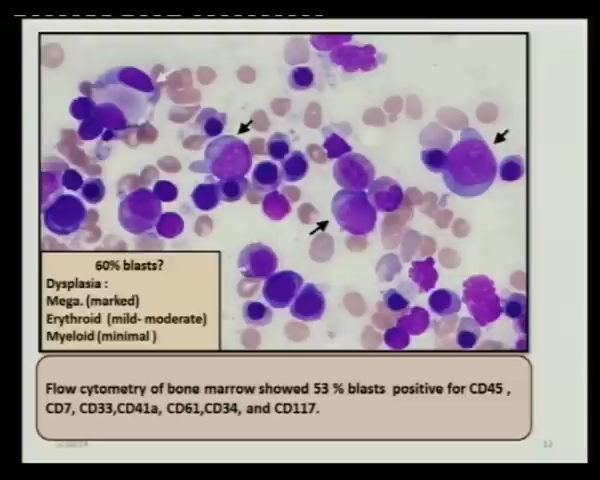 60% blasts?
Dysplasia :
Mega. (marked)
Erythroid (mild- moderate)
Myeloid (minimal )
Flow cytometry of bone marrow showed 53 % blasts positive for CD45 ,
CD7, CD33,CD41a, CD61,CD34, and CD117.
12